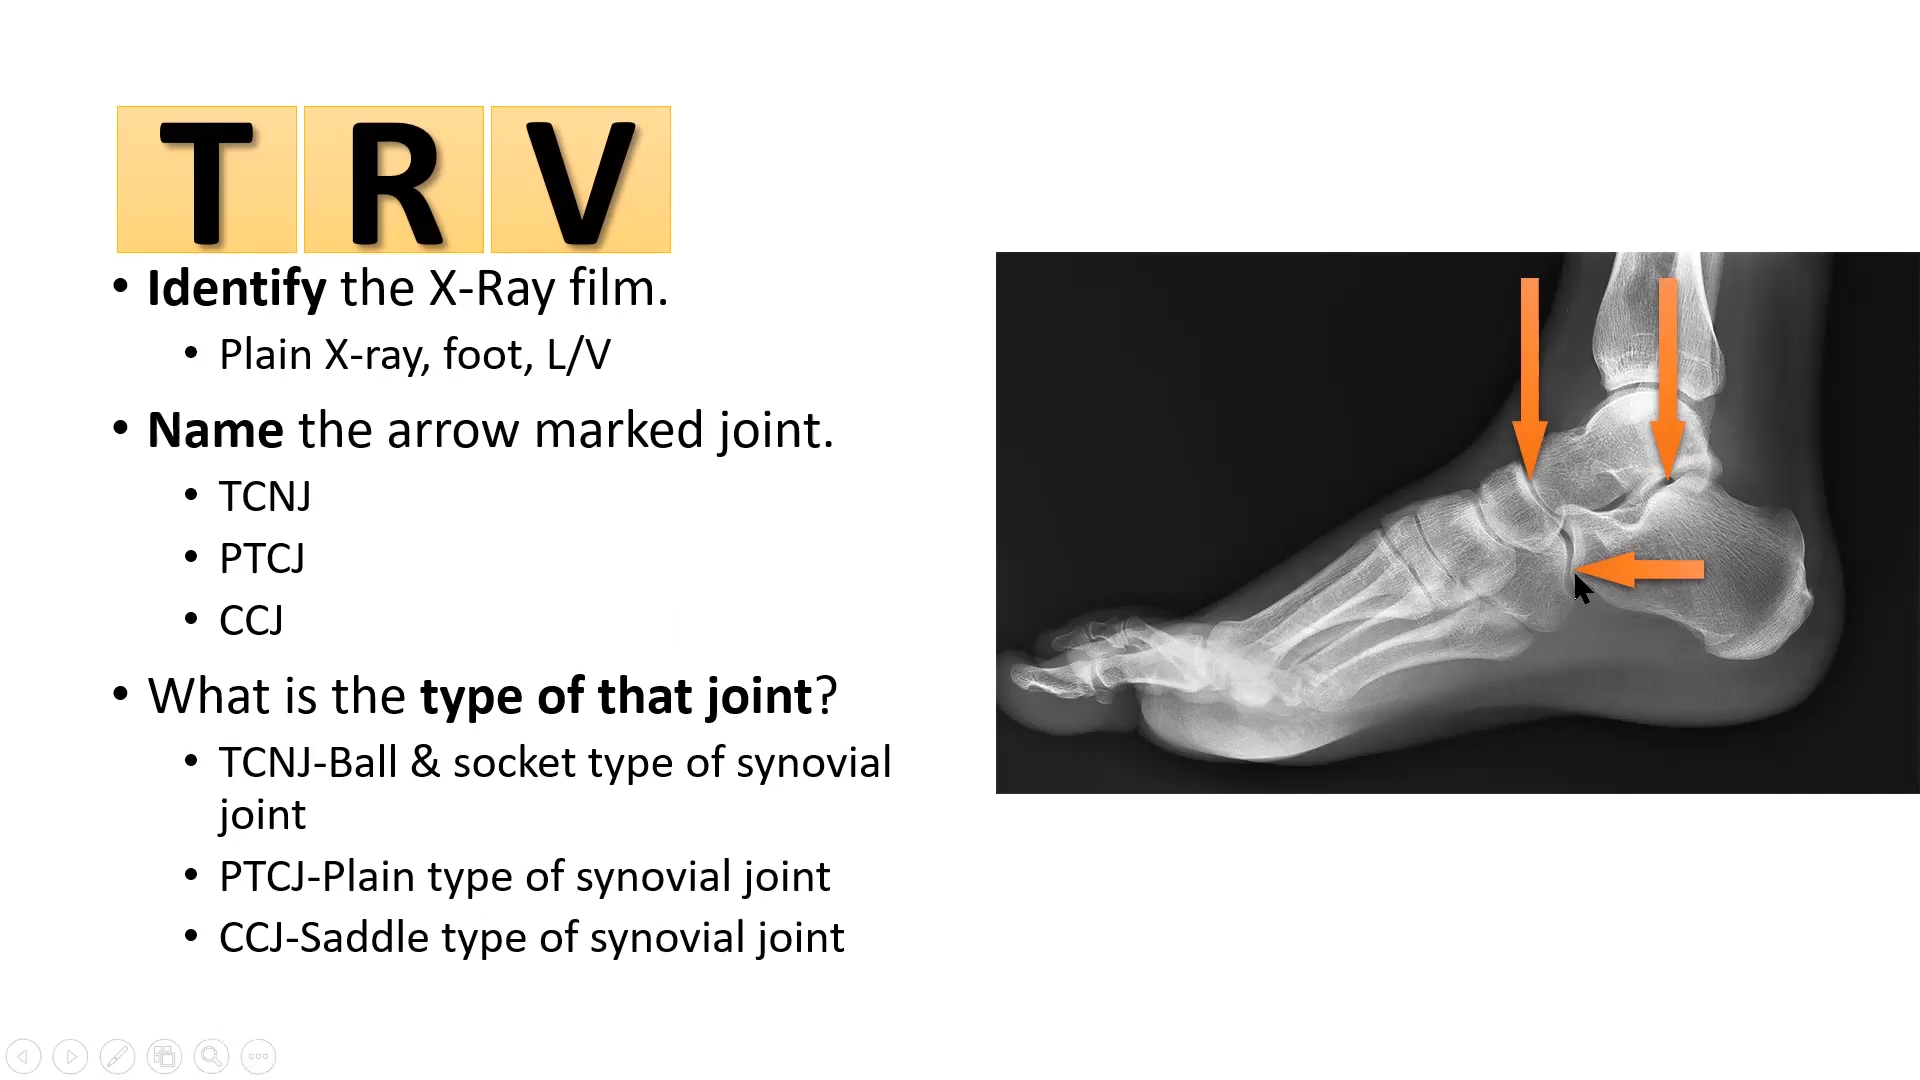 T R V
• Identify the X-Ray film.
• Plain X-ray, foot, L/V
• Name the arrow marked joint.
• TCNJ
• PTCJ
• CCJ
• What is the type of that joint?
• TCNJ-Ball & socket type of synovial
joint
• PTCJ-Plain type of synovial joint
• CCJ-Saddle type of synovial joint